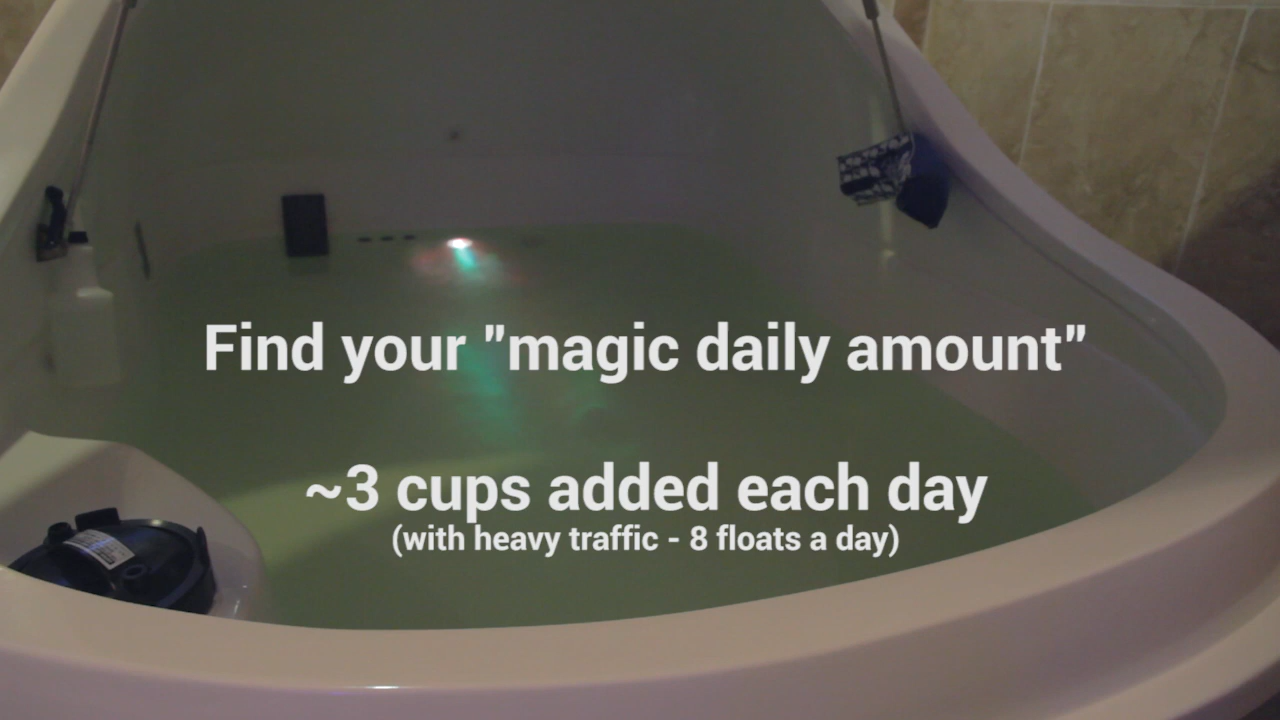 Find your "magic daily amount"
~3 cups added each day
(with heavy traffic - 8 floats a day)